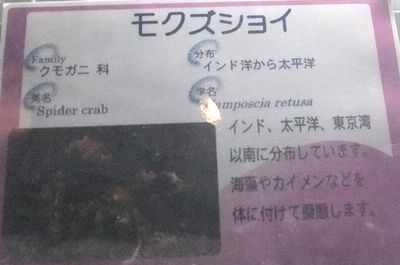 モクズショイ
Family
クモガニ 科
分布
インド洋から太平洋
英名
Spider crab
学名
retusa
インド、太平洋、東京湾
以南に分布しています。
海藻やカイメンなどを
体に付けて擬態します。